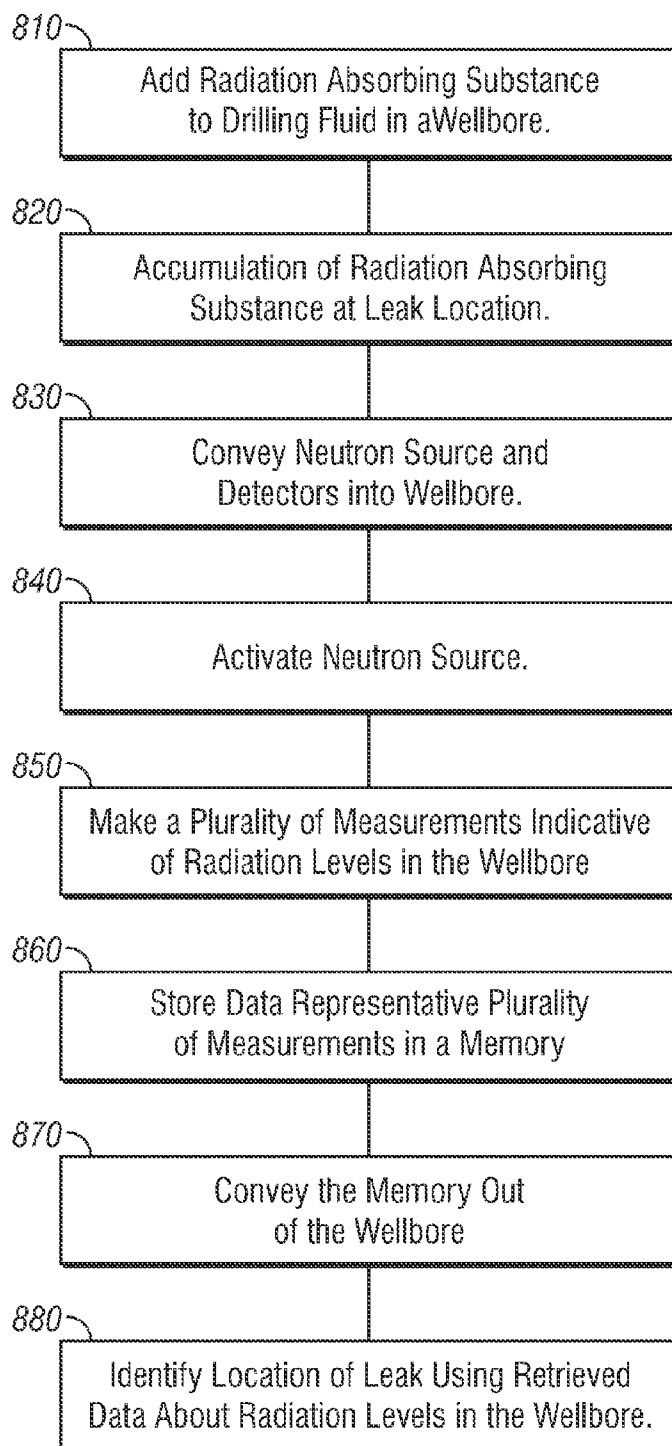 810
Add Radiation Absorbing Substance
to Drilling Fluid in aWellbore.
820
Accumulation of Radiation Absorbing
Substance at Leak Location.
830
Convey Neutron Source and
Detectors into Wellbore.
840
Activate Neutron Source.
850
Make a Plurality of Measurements Indicative
of Radiation Levels in the Wellbore
860
Store Data Representative Plurality
of Measurements in a Memory
870
Convey the Memory Out
of the Wellbore
880
Identify Location of Leak Using Retrieved
Data About Radiation Levels in the Wellbore.